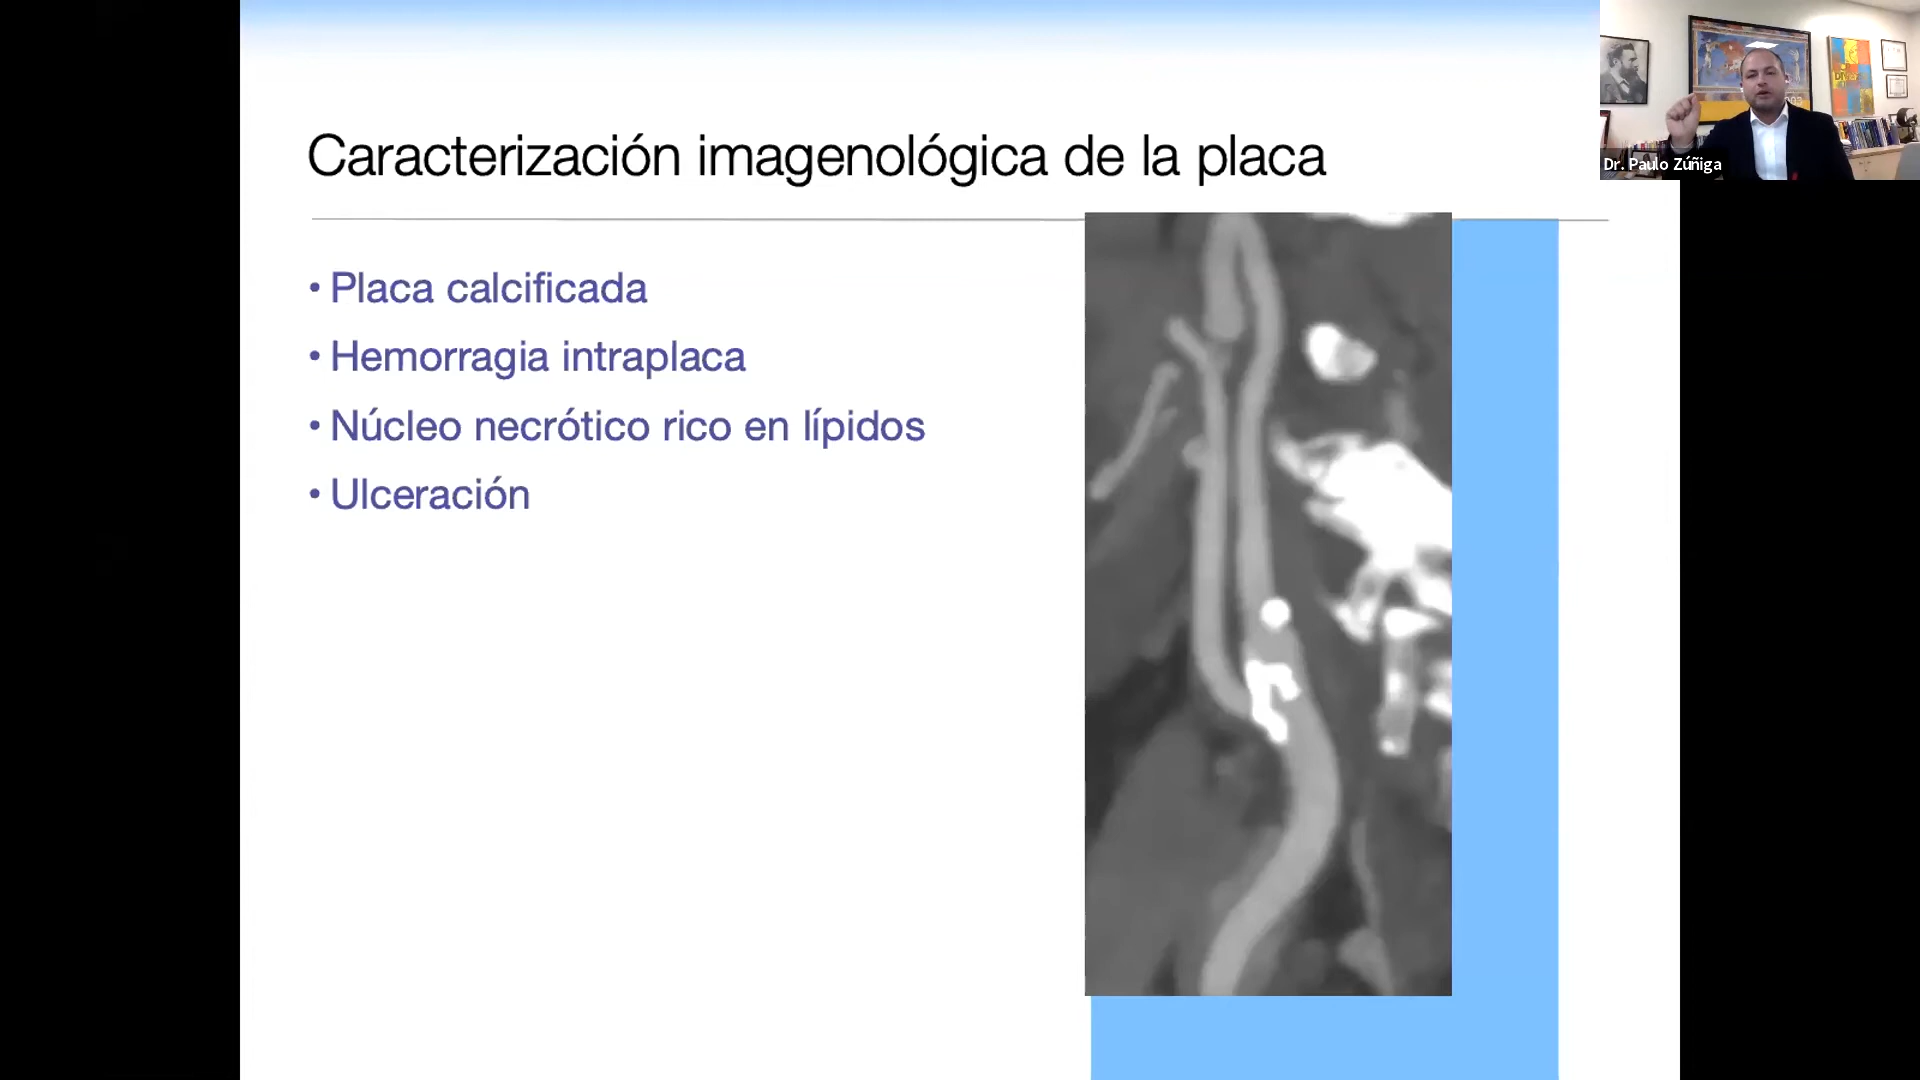 Caracterización imagenológica de la placa
• Placa calcificada
• Hemorragia intraplaca
• Núcleo necrótico rico en lípidos
• Ulceración
Dr. Paulo Zúñiga